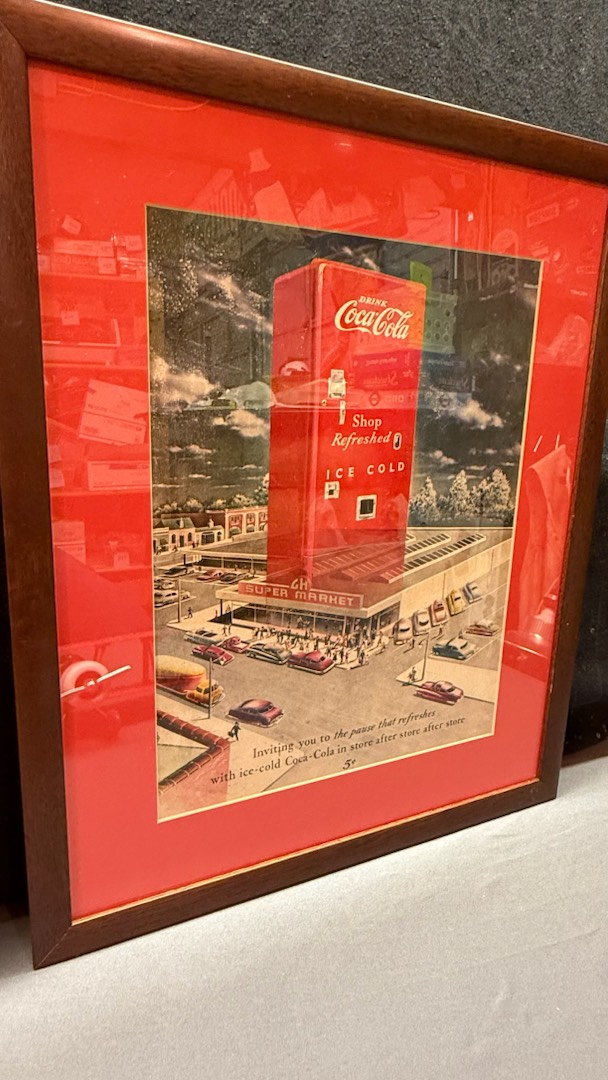 DRINK
Coca-Cola
Shop
Refreshed
ICE COLD
GH
SUPER MARKET
Inviting you to the pause that refreshes
with ice-cold Coca-Cola in store after store after store
5¢